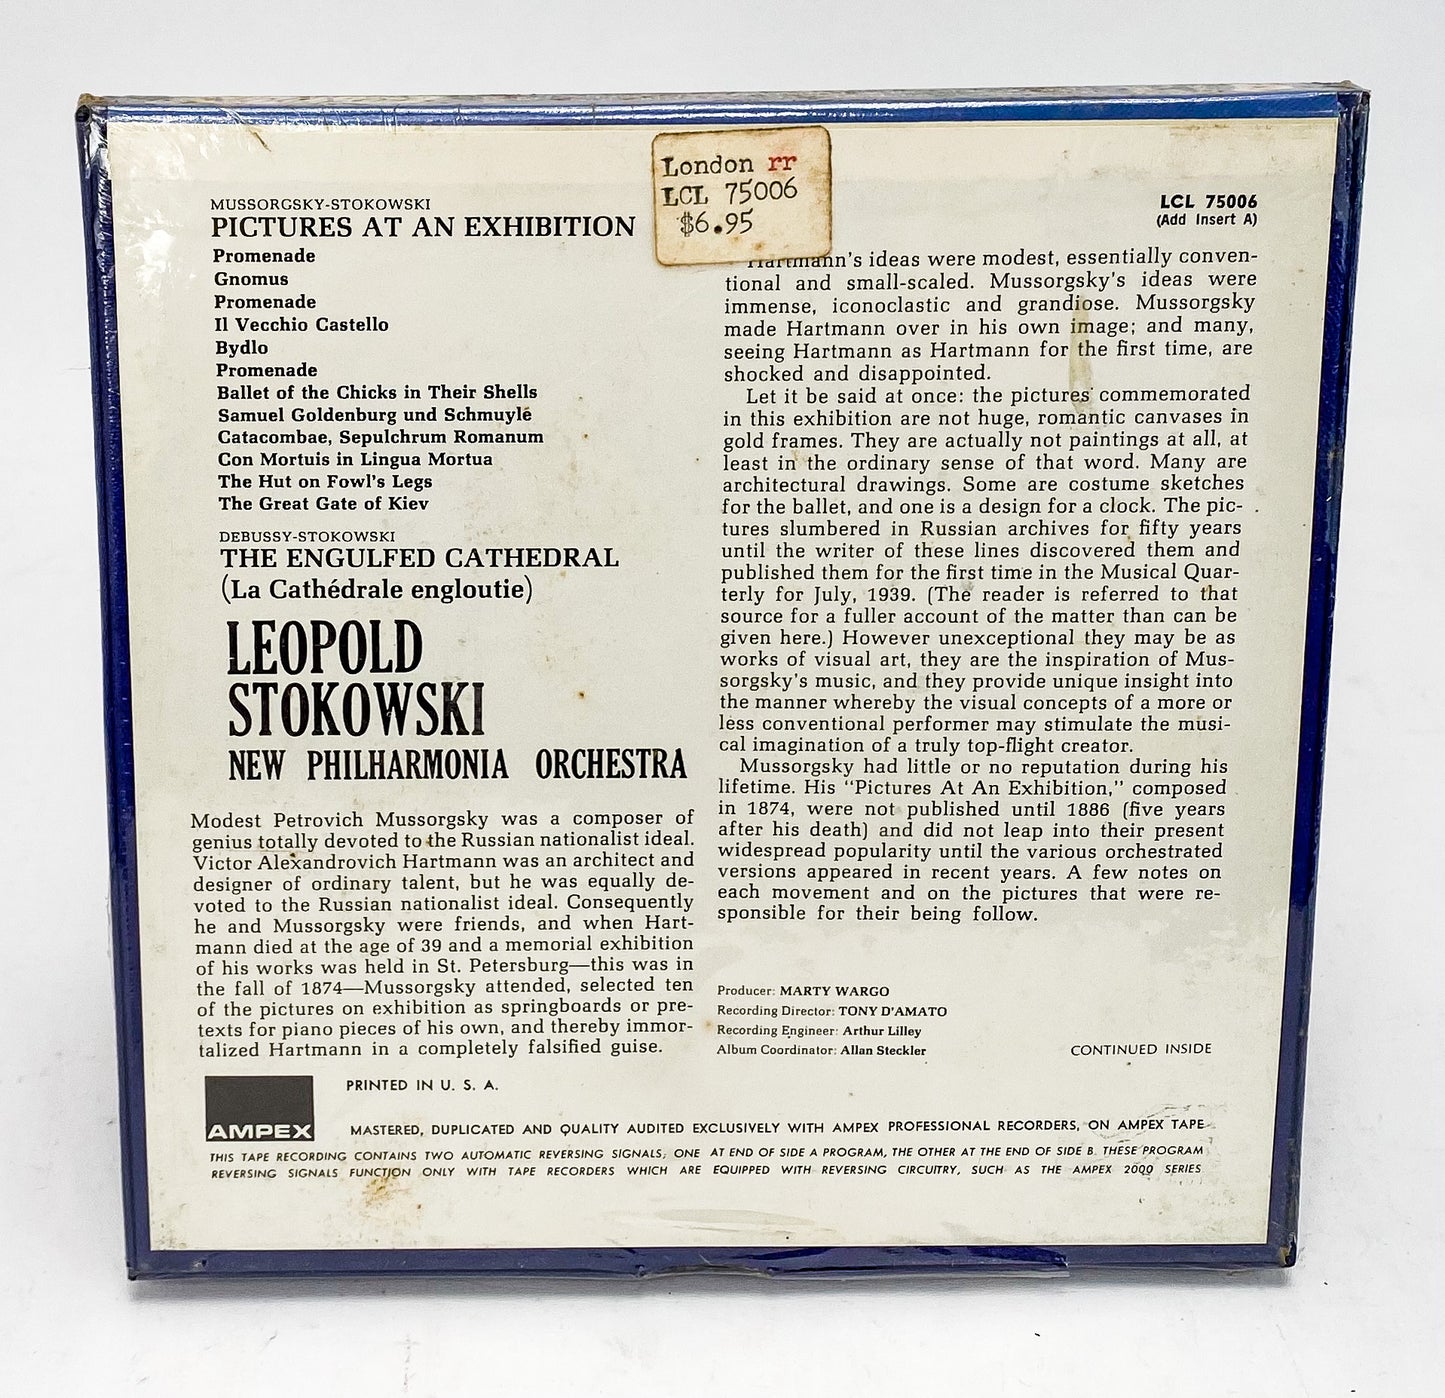 London rr
LCL 75006
$6.95
MUSSORGSKY-STOKOWSKI
PICTURES AT AN EXHIBITION
Promenade
Gnomus
Promenade
Il Vecchio Castello
Bydlo
Promenade
Ballet of the Chicks in Their Shells
Samuel Goldenburg und Schmuylé
Catacombae, Sepulchrum Romanum
Con Mortuis in Lingua Mortua
The Hut on Fowl's Legs
The Great Gate of Kiev
DEBUSSY-STOKOWSKI
THE ENGULFED CATHEDRAL
(La Cathédrale engloutie)
LEOPOLD
STOKOWSKI
NEW PHILHARMONIA ORCHESTRA
Modest Petrovich Mussorgsky was a composer of
genius totally devoted to the Russian nationalist ideal.
Victor Alexandrovich Hartmann was an architect and
designer of ordinary talent, but he was equally de-
voted to the Russian nationalist ideal. Consequently
he and Mussorgsky were friends, and when Hart-
mann died at the age of 39 and a memorial exhibition
of his works was held in St. Petersburg—this was in
the fall of 1874—Mussorgsky attended, selected ten
of the pictures on exhibition as springboards or pre-
texts for piano pieces of his own, and thereby immor-
talized Hartmann in a completely falsified guise.
LCL 75006
(Add Insert A)
Hartmann's ideas were modest, essentially conven-
tional and small-scaled. Mussorgsky's ideas were
immense, iconoclastic and grandiose. Mussorgsky
made Hartmann over in his own image; and many,
seeing Hartmann as Hartmann for the first time, are
shocked and disappointed.
Let it be said at once: the pictures commemorated
in this exhibition are not huge, romantic canvases in
gold frames. They are actually not paintings at all, at
least in the ordinary sense of that word. Many are
architectural drawings. Some are costume sketches
for the ballet, and one is a design for a clock. The pic-
tures slumbered in Russian archives for fifty years
until the writer of these lines discovered them and
published them for the first time in the Musical Quar-
terly for July, 1939. (The reader is referred to that
source for a fuller account of the matter than can be
given here.) However unexceptional they may be as
works of visual art, they are the inspiration of Mus-
sorgsky's music, and they provide unique insight into
the manner whereby the visual concepts of a more or
less conventional performer may stimulate the musi-
cal imagination of a truly top-flight creator.
Mussorgsky had little or no reputation during his
lifetime. His "Pictures At An Exhibition," composed
in 1874, were not published until 1886 (five years
after his death) and did not leap into their present
widespread popularity until the various orchestrated
versions appeared in recent years. A few notes on
each movement and on the pictures that were re-
sponsible for their being follow.
Producer: MARTY WARGO
Recording Director: TONY D'AMATO
Recording Engineer: Arthur Lilley
Album Coordinator: Allan Steckler
CONTINUED INSIDE
AMPEX
PRINTED IN U. S. A.
MASTERED, DUPLICATED AND QUALITY AUDITED EXCLUSIVELY WITH AMPEX PROFESSIONAL RECORDERS, ON AMPEX TAPE
THIS TAPE RECORDING CONTAINS TWO AUTOMATIC REVERSING SIGNALS; ONE AT END OF SIDE A PROGRAM, THE OTHER AT THE END OF SIDE B. THESE PROGRAM
REVERSING SIGNALS FUNCTION ONLY WITH TAPE RECORDERS WHICH ARE EQUIPPED WITH REVERSING CIRCUITRY, SUCH AS THE AMPEX 2000 SERIES